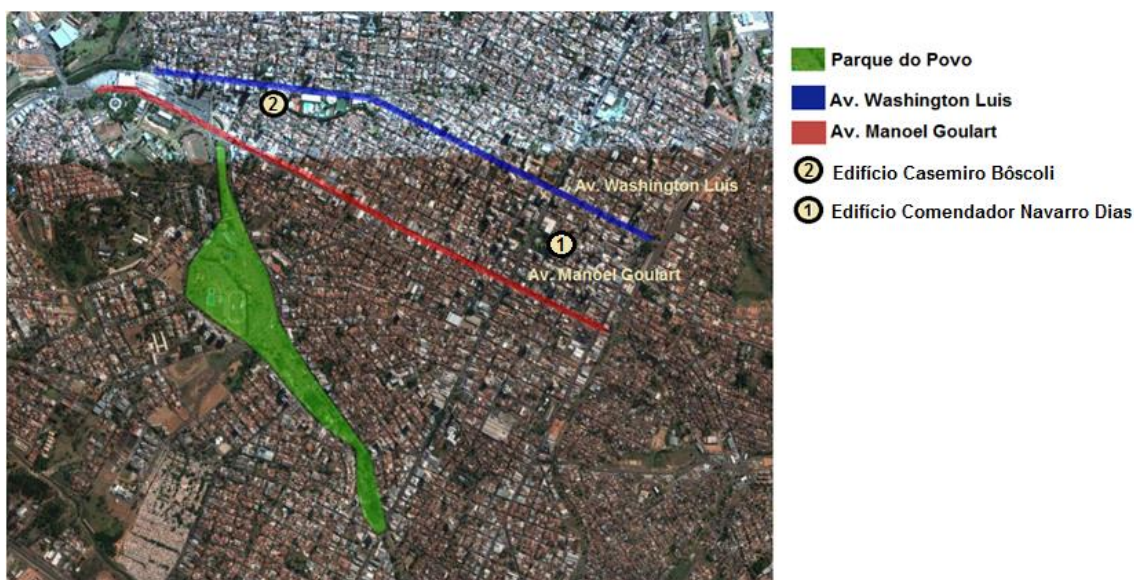 2
Av. Washington Luis
1
Av. Manoel Goulart
Parque do Povo
Av. Washington Luis
Av. Manoel Goulart
2 Edifício Casemiro Bôscoli
1 Edifício Comendador Navarro Dias